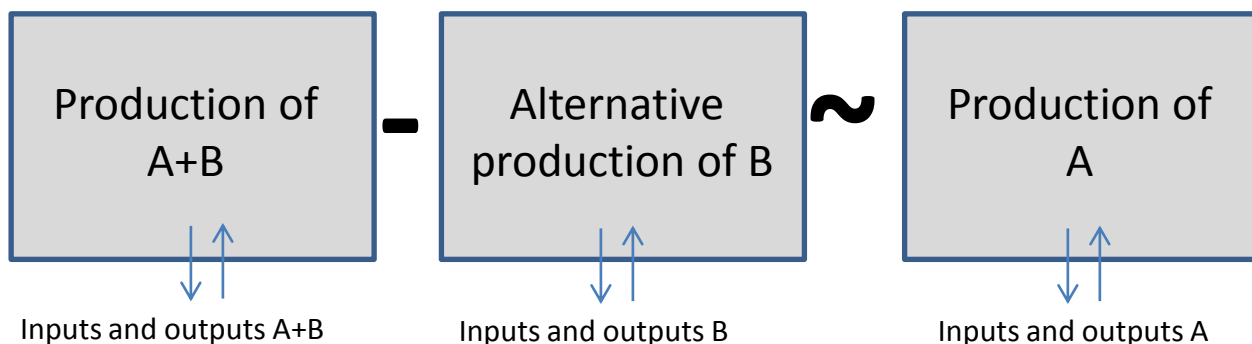 Production of
A+B
-
Alternative
production of B
~
Production of
A
Inputs and outputs A+B
Inputs and outputs B
Inputs and outputs A